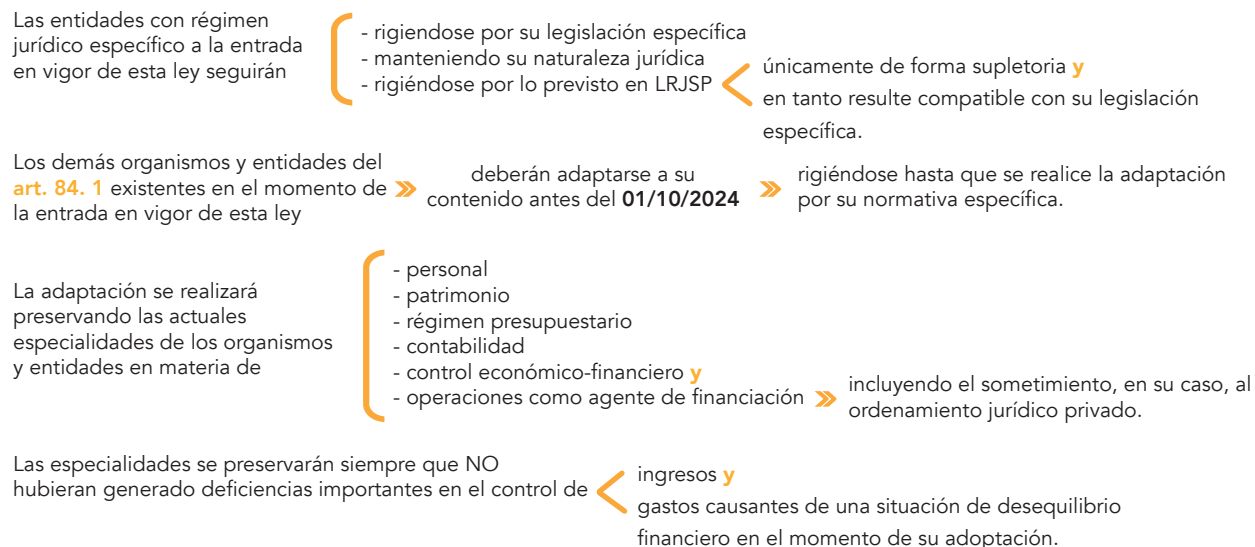 Las entidades con régimen
jurídico específico a la entrada
en vigor de esta ley seguirán
- rigiendose por su legislación específica
- manteniendo su naturaleza jurídica
- rigiéndose por lo previsto en LRJSP
únicamente de forma supletoria y
en tanto resulte compatible con su legislación
específica.
Los demás organismos y entidades del
art. 84. 1 existentes en el momento de
la entrada en vigor de esta ley
deberán adaptarse a su
contenido antes del 01/10/2024
rigiéndose hasta que se realice la adaptación
por su normativa específica.
La adaptación se realizará
preservando las actuales
especialidades de los organismos
y entidades en materia de
- personal
- patrimonio
- régimen presupuestario
- contabilidad
- control económico-financiero y
- operaciones como agente de financiación
incluyendo el sometimiento, en su caso, al
ordenamiento jurídico privado.
Las especialidades se preservarán siempre que NO
hubieran generado deficiencias importantes en el control de
ingresos y
gastos causantes de una situación de desequilibrio
financiero en el momento de su adoptación.